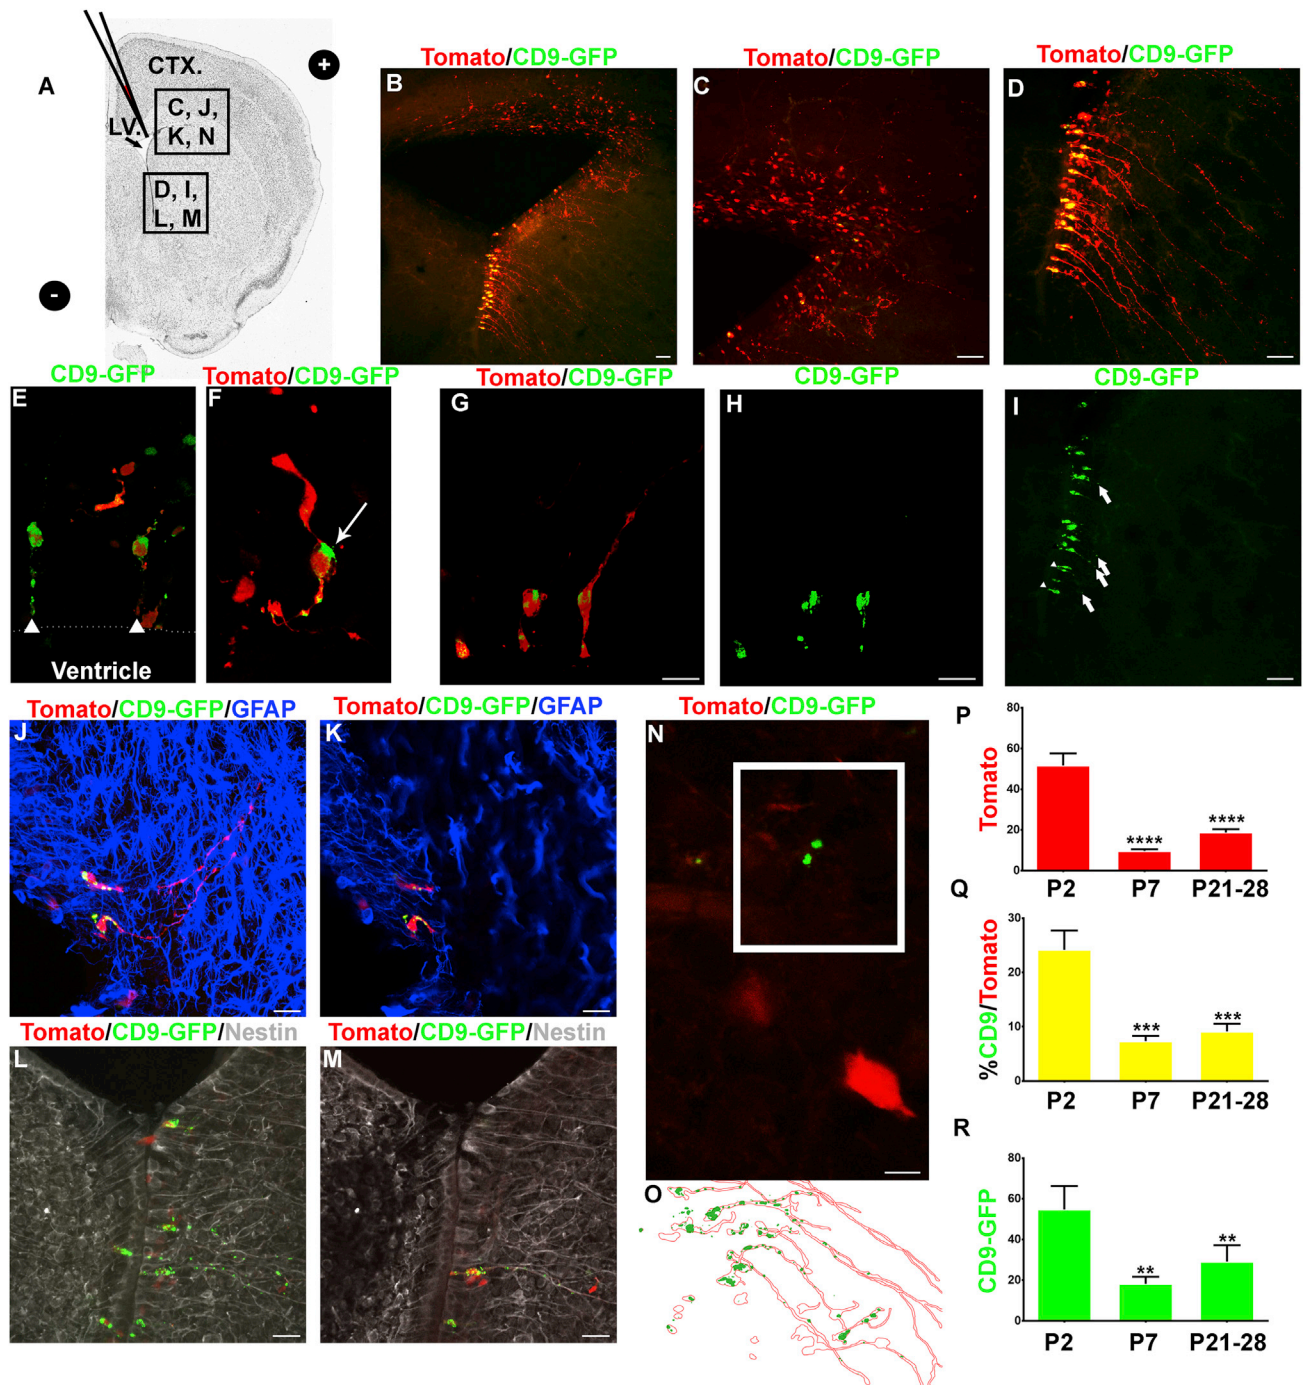 A
CTX.
LV.
C, J,
K, N
D, I,
L, M
+
-
Tomato/CD9-GFP
B
Tomato/CD9-GFP
C
Tomato/CD9-GFP
D
CD9-GFP
E
Ventricle
Tomato/CD9-GFP
F
Tomato/CD9-GFP
G
CD9-GFP
H
CD9-GFP
I
Tomato/CD9-GFP/GFAP
J
Tomato/CD9-GFP/GFAP
K
Tomato/CD9-GFP/Nestin
L
Tomato/CD9-GFP/Nestin
M
Tomato/CD9-GFP
N
O
P
Tomato
80
60
40
20
0
****
****
P2 P7 P21-28
Q
%CD9/Tomato
30
20
10
0
***
***
P2 P7 P21-28
R
CD9-GFP
80
60
40
20
0
**
**
P2 P7 P21-28